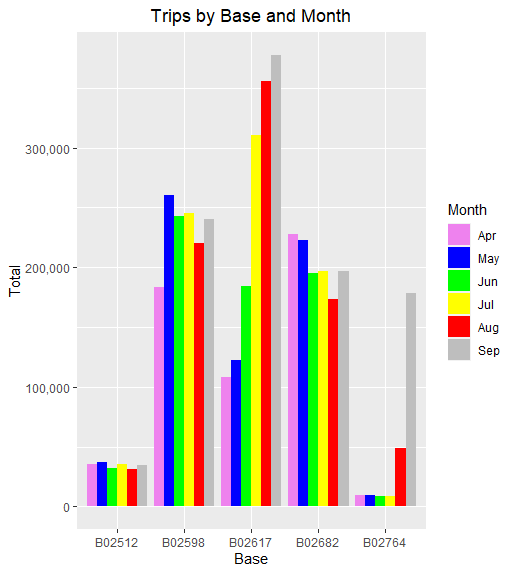 Trips by Base and Month
Total
300,000
200,000
100,000
0
B02512 B02598 B02617 B02682 B02764
Base
Month
Apr
May
Jun
Jul
Aug
Sep